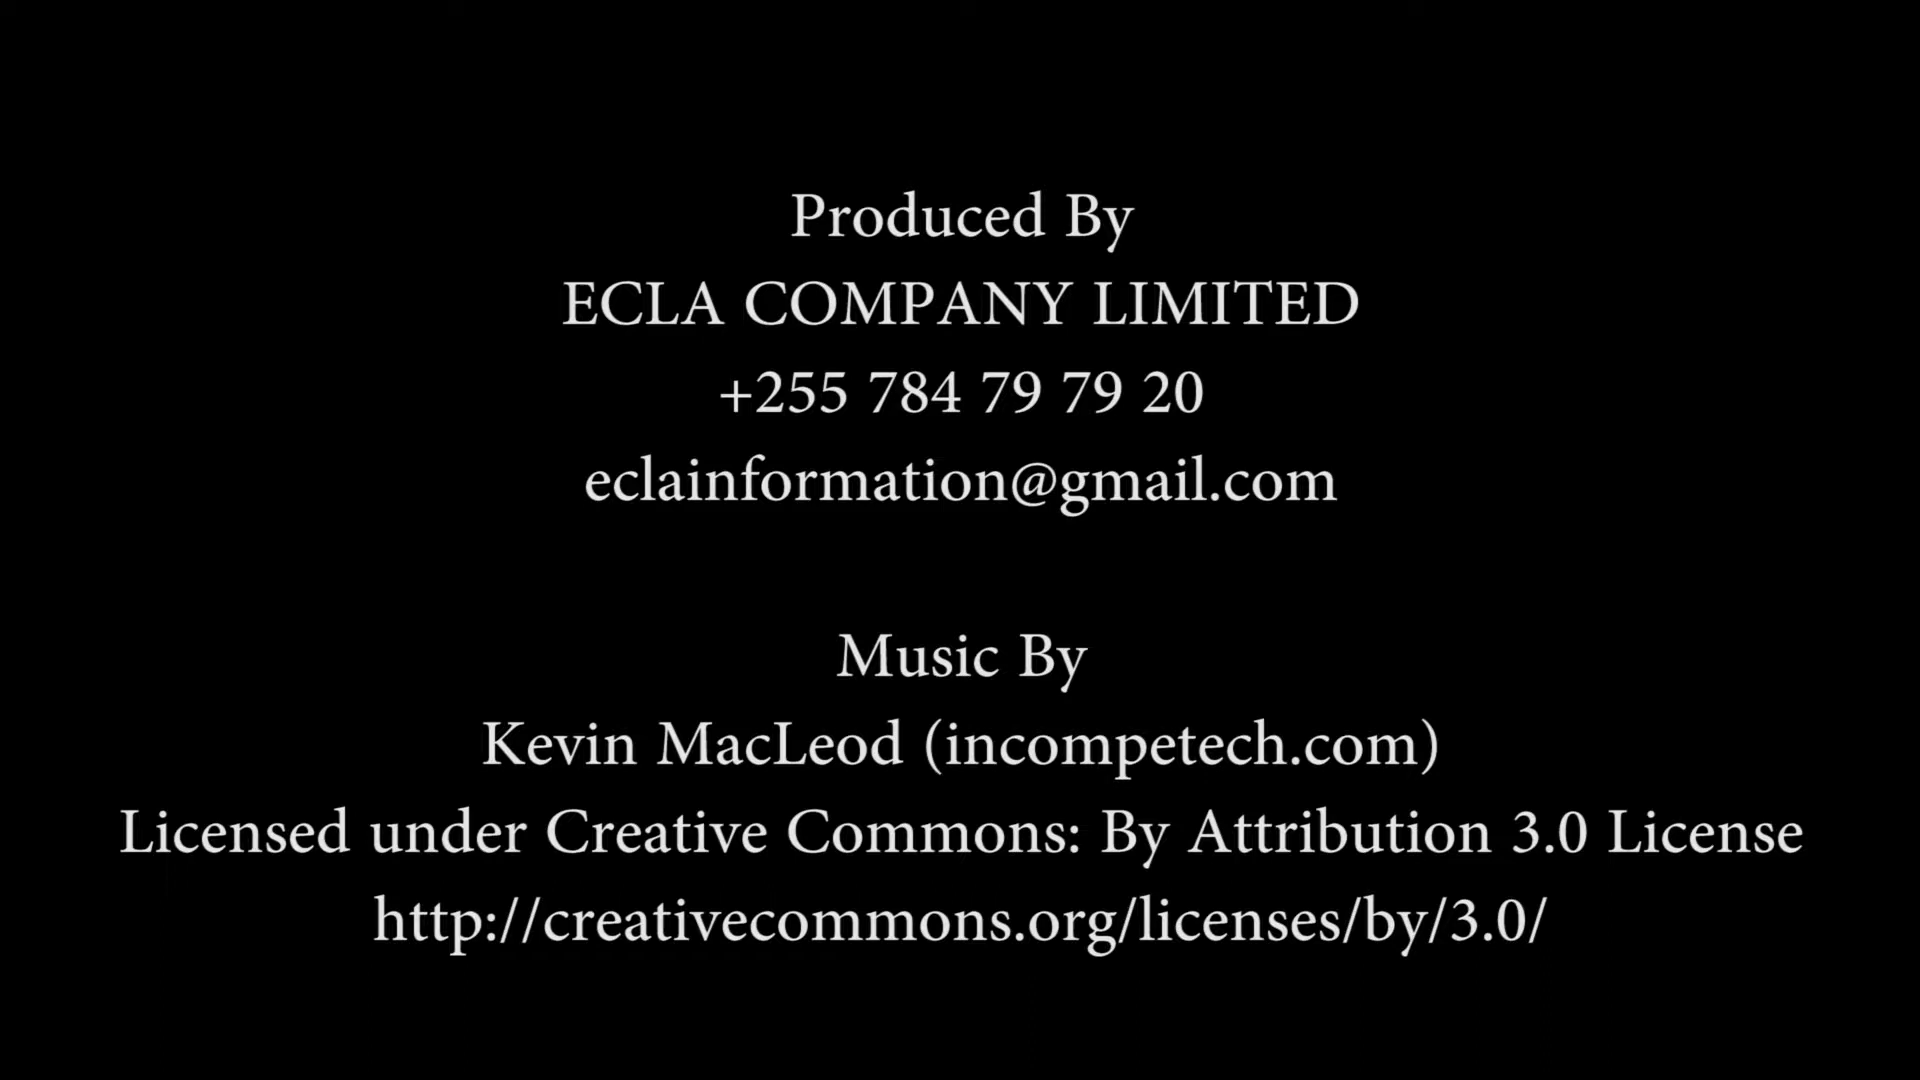 Produced By
ECLA COMPANY LIMITED
+255 784 79 79 20
eclainformation@gmail.com
Music By
Kevin MacLeod (incompetech.com)
Licensed under Creative Commons: By Attribution 3.0 License
http://creativecommons.org/licenses/by/3.0/